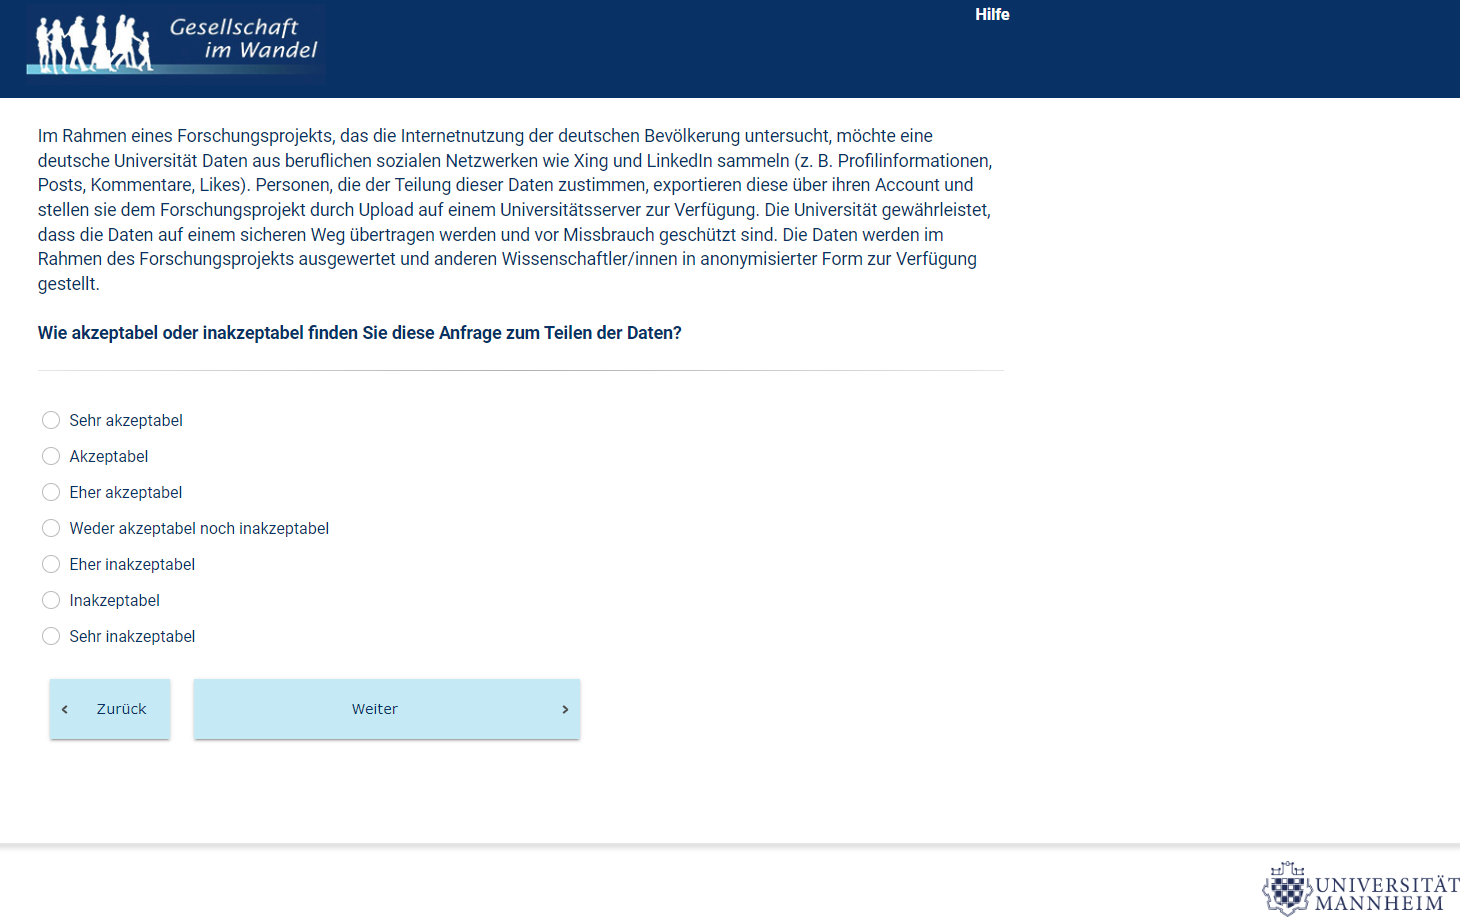 Gesellschaft
im Wandel
Hilfe
Im Rahmen eines Forschungsprojekts, das die Internetnutzung der deutschen Bevölkerung untersucht, möchte eine
deutsche Universität Daten aus beruflichen sozialen Netzwerken wie Xing und LinkedIn sammeln (z. B. Profilinformationen,
Posts, Kommentare, Likes). Personen, die der Teilung dieser Daten zustimmen, exportieren diese über ihren Account und
stellen sie dem Forschungsprojekt durch Upload auf einem Universitätsserver zur Verfügung. Die Universität gewährleistet,
dass die Daten auf einem sicheren Weg übertragen werden und vor Missbrauch geschützt sind. Die Daten werden im
Rahmen des Forschungsprojekts ausgewertet und anderen Wissenschaftler/innen in anonymisierter Form zur Verfügung
gestellt.
Wie akzeptabel oder inakzeptabel finden Sie diese Anfrage zum Teilen der Daten?
Sehr akzeptabel
Akzeptabel
Eher akzeptabel
Weder akzeptabel noch inakzeptabel
Eher inakzeptabel
Inakzeptabel
Sehr inakzeptabel
Zurück
Weiter
UNIVERSITÄT
MANNHEIM